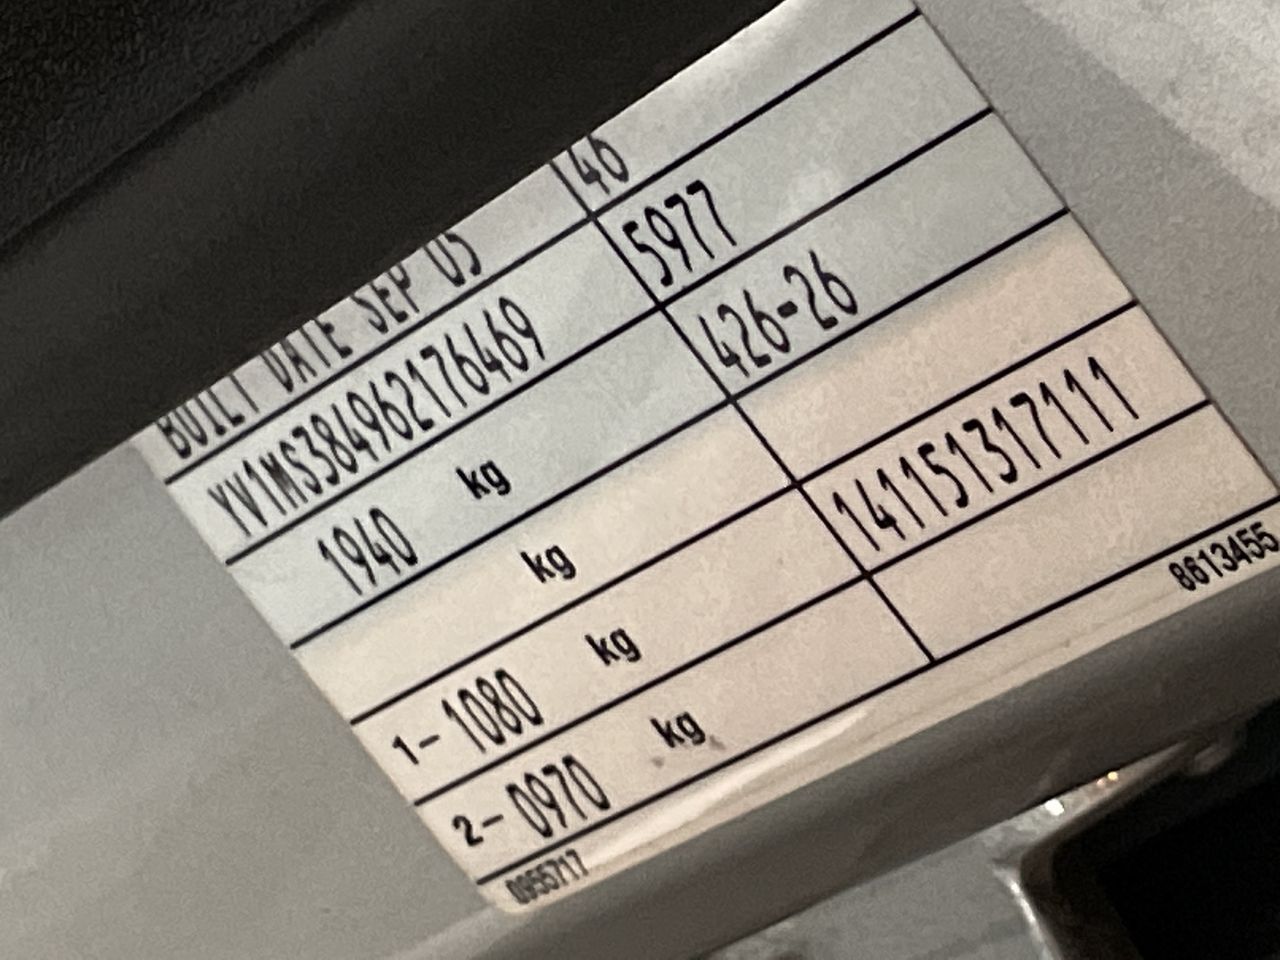 BUILT DATE SEP 05 46
YV1MS384962176469 5977
1940 kg 426-26
kg
1- 1080 kg 141151317111
2- 0970 kg
0955717 8613455